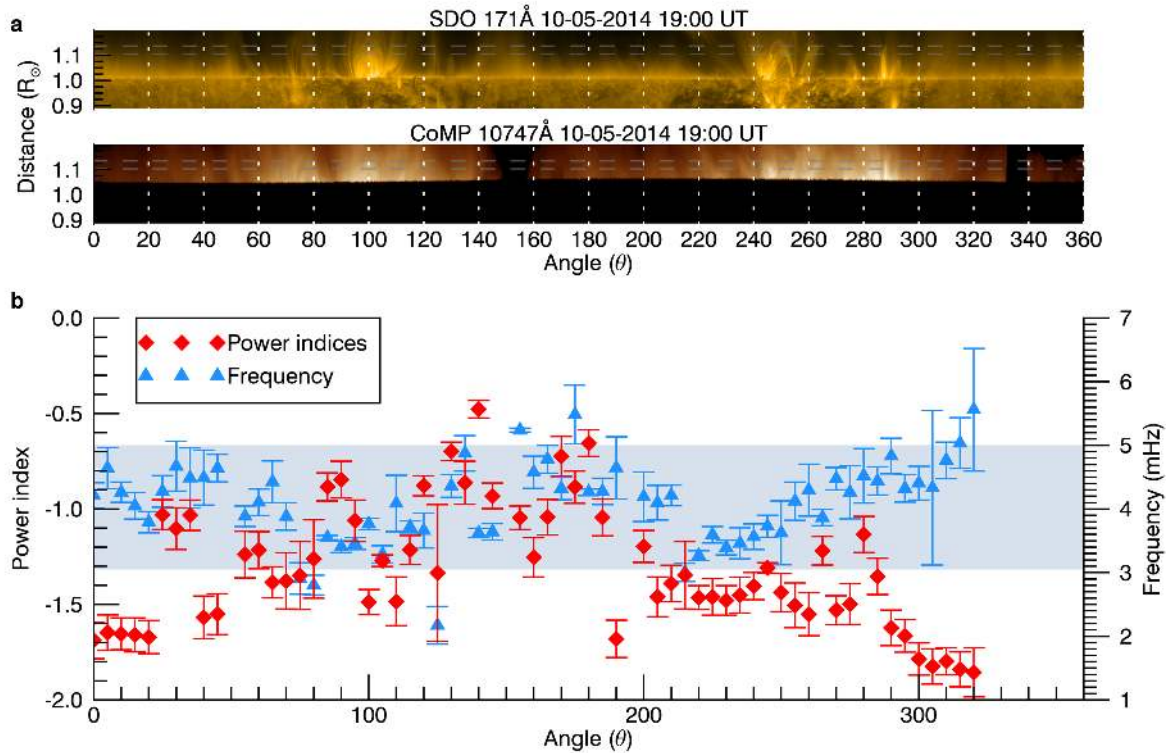 a
SDO 171Å 10-05-2014 19:00 UT
1.1
1.0
0.9
CoMP 10747Å 10-05-2014 19:00 UT
1.1
1.0
0.9
Distance (R☉)
0 20 40 60 80 100 120 140 160 180 200 220 240 260 280 300 320 340 360
Angle (θ)
b
0.0
-0.5
-1.0
-1.5
-2.0
Power index
Power indices
Frequency
7
6
5
4
3
2
1
Frequency (mHz)
0 100 200 300
Angle (θ)